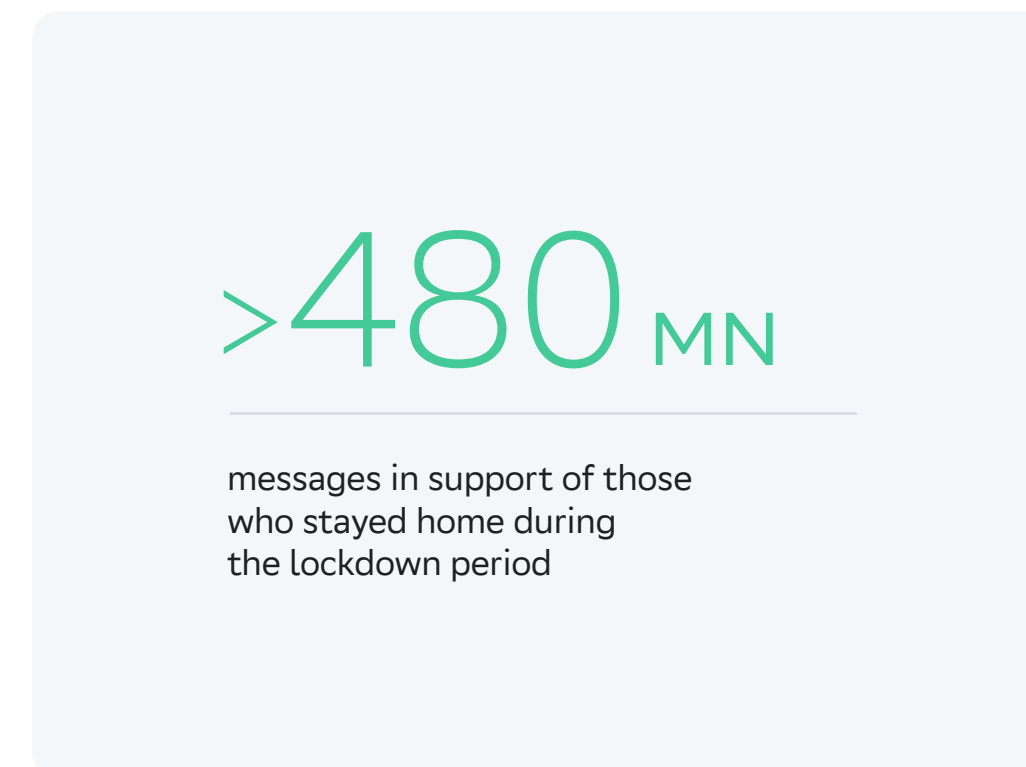 >480 MN
messages in support of those
who stayed home during
the lockdown period